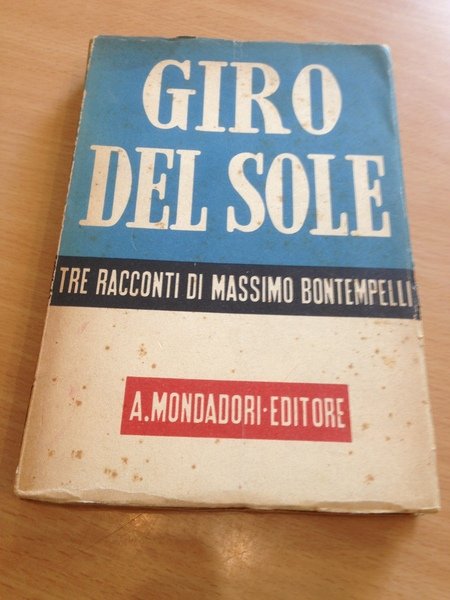 GIRO
DEL SOLE
TRE RACCONTI DI MASSIMO BONTEMPELLI
A. MONDADORI·EDITORE